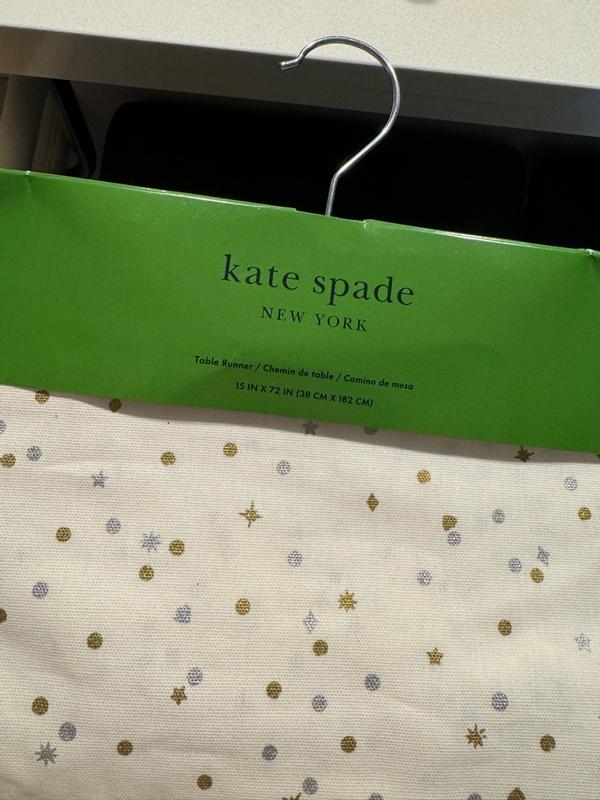 kate spade
NEW YORK
Table Runner / Chemin de table / Camino de mesa
15 IN X 72 IN (38 CM X 182 CM)